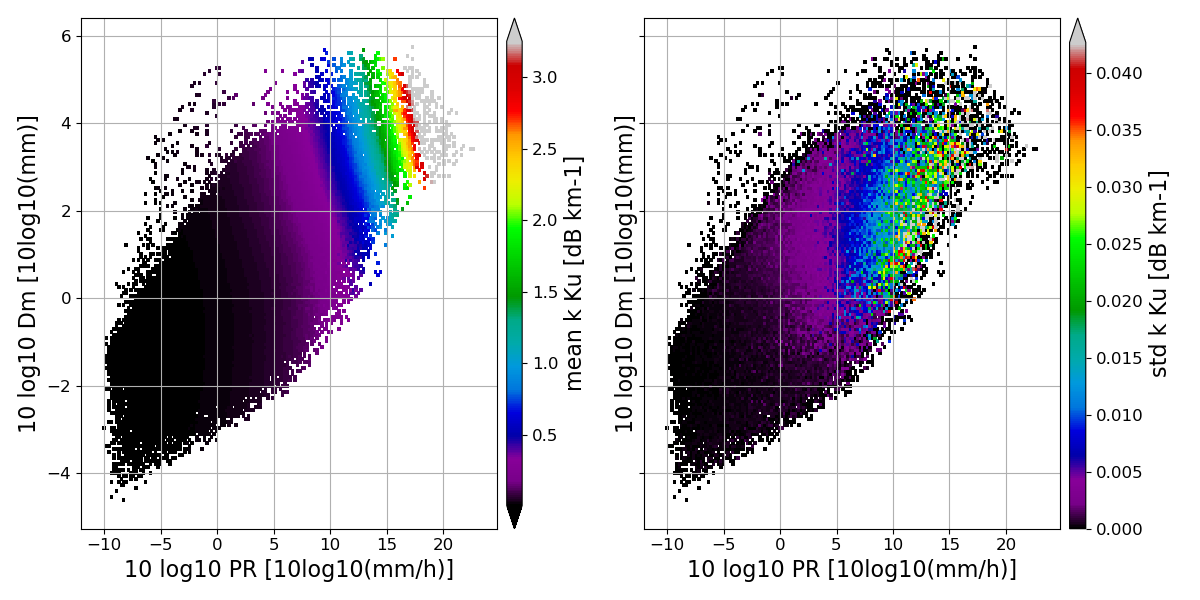 6
4
2
0
−2
−4
10 log10 Dm [10log10(mm)]
−10 −5 0 5 10 15 20
10 log10 PR [10log10(mm/h)]
3.0
2.5
2.0
1.5
1.0
0.5
mean k Ku [dB km-1]
10 log10 Dm [10log10(mm)]
−10 −5 0 5 10 15 20
10 log10 PR [10log10(mm/h)]
0.040
0.035
0.030
0.025
0.020
0.015
0.010
0.005
0.000
std k Ku [dB km-1]